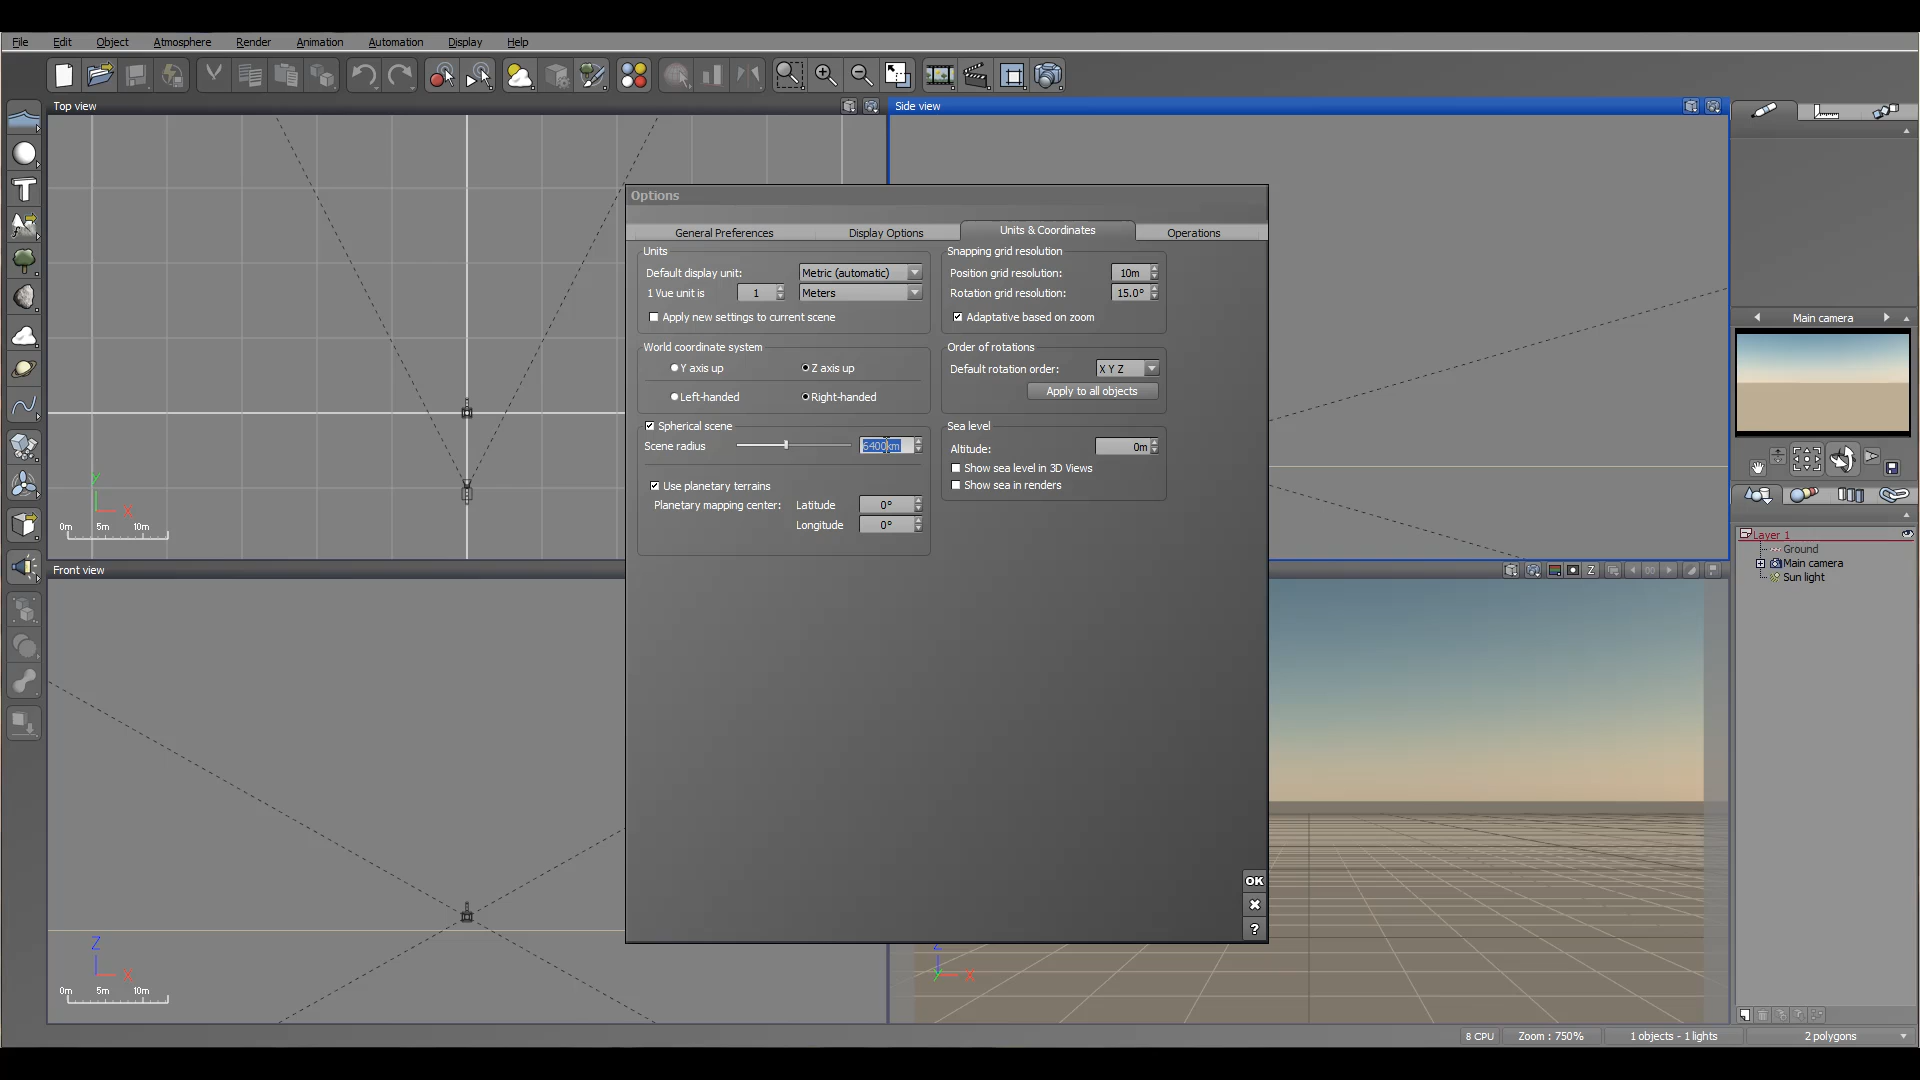 File Edit Object Atmosphere Render Animation Automation Display Help
Top view
Side view
Options
General Preferences Display Options Units & Coordinates Operations
Units
Default display unit: Metric (automatic)
1 Vue unit is 1 Meters
Apply new settings to current scene
World coordinate system
Y axis up Z axis up
Left-handed Right-handed
Spherical scene
Scene radius 6400km
Use planetary terrains
Planetary mapping center: Latitude 0°
Longitude 0°
Snapping grid resolution
Position grid resolution: 10m
Rotation grid resolution: 15.0°
Adaptative based on zoom
Order of rotations
Default rotation order: X Y Z
Apply to all objects
Sea level
Altitude: 0m
Show sea level in 3D Views
Show sea in renders
OK
?
Y
X
0m 5m 10m
Front view
Z
X
0m 5m 10m
Z
00
Z
Y
X
Main camera
Layer 1
Ground
Main camera
Sun light
8 CPU Zoom : 750% 1 objects - 1 lights 2 polygons